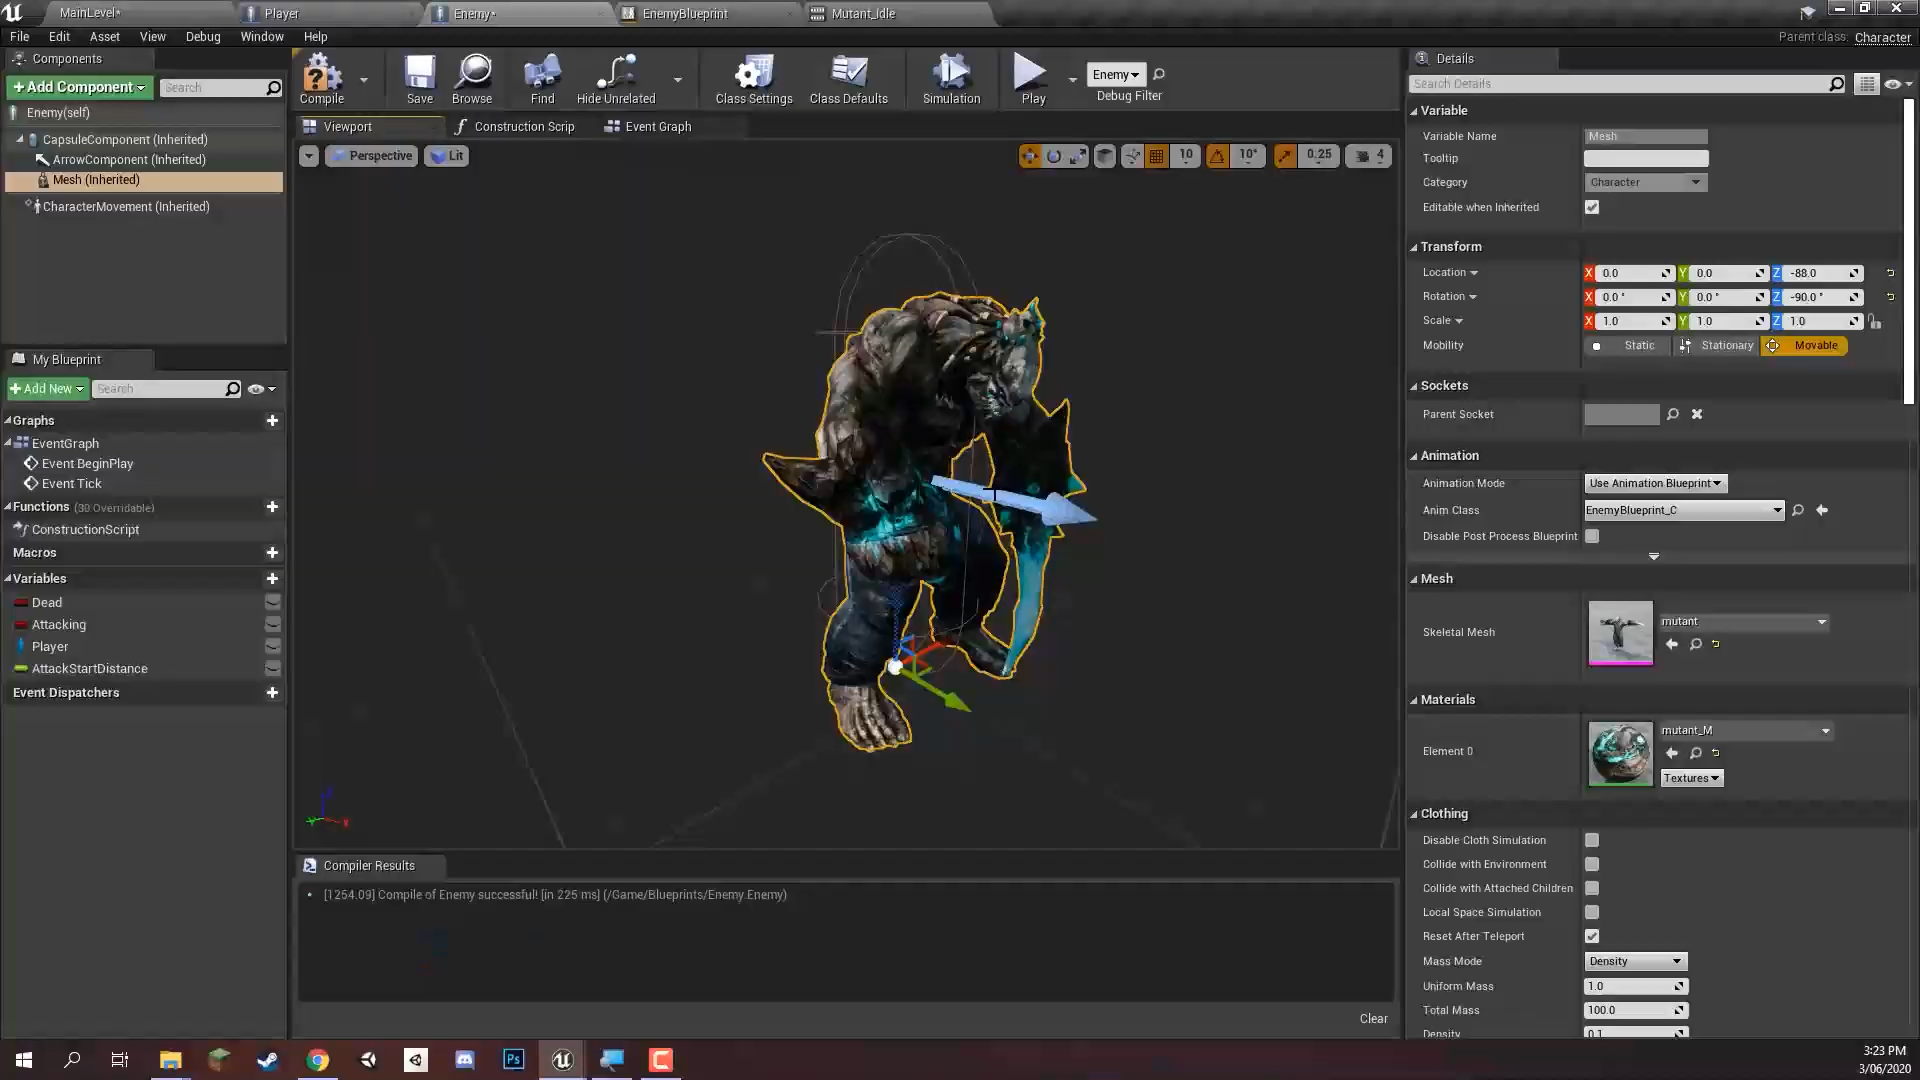 MainLevel•
Player
Enemy•
EnemyBlueprint
Mutant_Idle
File
Edit
Asset
View
Debug
Window
Help
Parent class: Character
Components
+Add Component
Search
Enemy(self)
CapsuleComponent (Inherited)
ArrowComponent (Inherited)
Mesh (Inherited)
CharacterMovement (Inherited)
My Blueprint
+Add New
Search
Graphs
EventGraph
Event BeginPlay
Event Tick
Functions (30 Overridable)
ConstructionScript
Macros
Variables
Dead
Attacking
Player
AttackStartDistance
Event Dispatchers
Compile
Save
Browse
Find
Hide Unrelated
Class Settings
Class Defaults
Simulation
Play
Enemy
Debug Filter
Viewport
Construction Scrip
Event Graph
Perspective
Lit
10
10°
0.25
4
Compiler Results
[1254.09] Compile of Enemy successful! [in 225 ms] (/Game/Blueprints/Enemy.Enemy)
Clear
Details
Search Details
Variable
Variable Name
Mesh
Tooltip
Category
Character
Editable when Inherited
Transform
Location
X 0.0 Y 0.0 Z -88.0
Rotation
X 0.0° Y 0.0° Z -90.0°
Scale
X 1.0 Y 1.0 Z 1.0
Mobility
Static
Stationary
Movable
Sockets
Parent Socket
Animation
Animation Mode
Use Animation Blueprint
Anim Class
EnemyBlueprint_C
Disable Post Process Blueprint
Mesh
Skeletal Mesh
mutant
Materials
Element 0
mutant_M
Textures
Clothing
Disable Cloth Simulation
Collide with Environment
Collide with Attached Children
Local Space Simulation
Reset After Teleport
Mass Mode
Density
Uniform Mass
1.0
Total Mass
100.0
Density
0.1
3:23 PM
3/06/2020